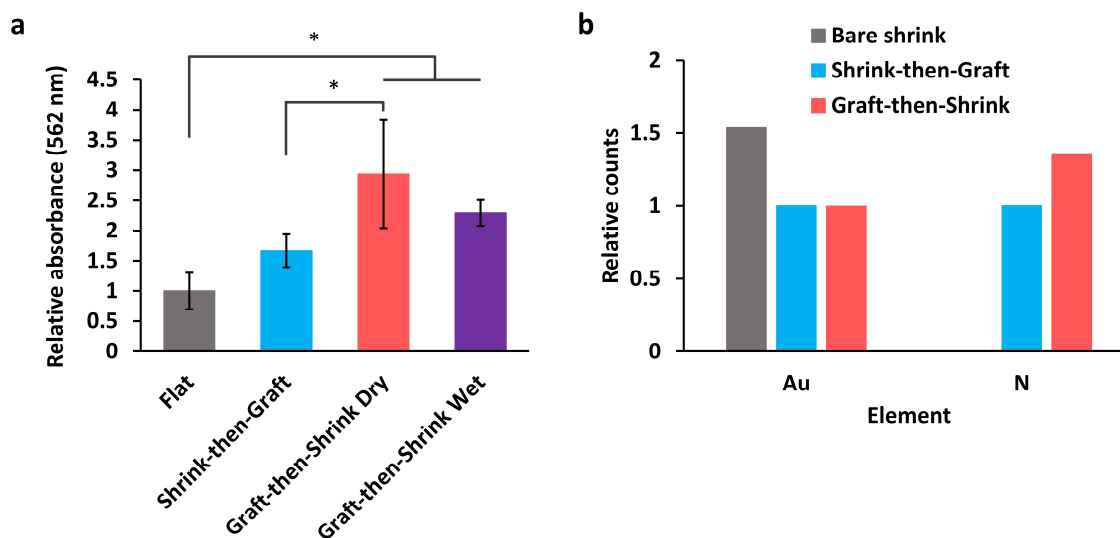 a
*
*
Relative absorbance (562 nm)
4.5
4
3.5
3
2.5
2
1.5
1
0.5
0
Flat
Shrink-then-Graft
Graft-then-Shrink Dry
Graft-then-Shrink Wet
b
Bare shrink
Shrink-then-Graft
Graft-then-Shrink
Relative counts
2
1.5
1
0.5
0
Au
N
Element